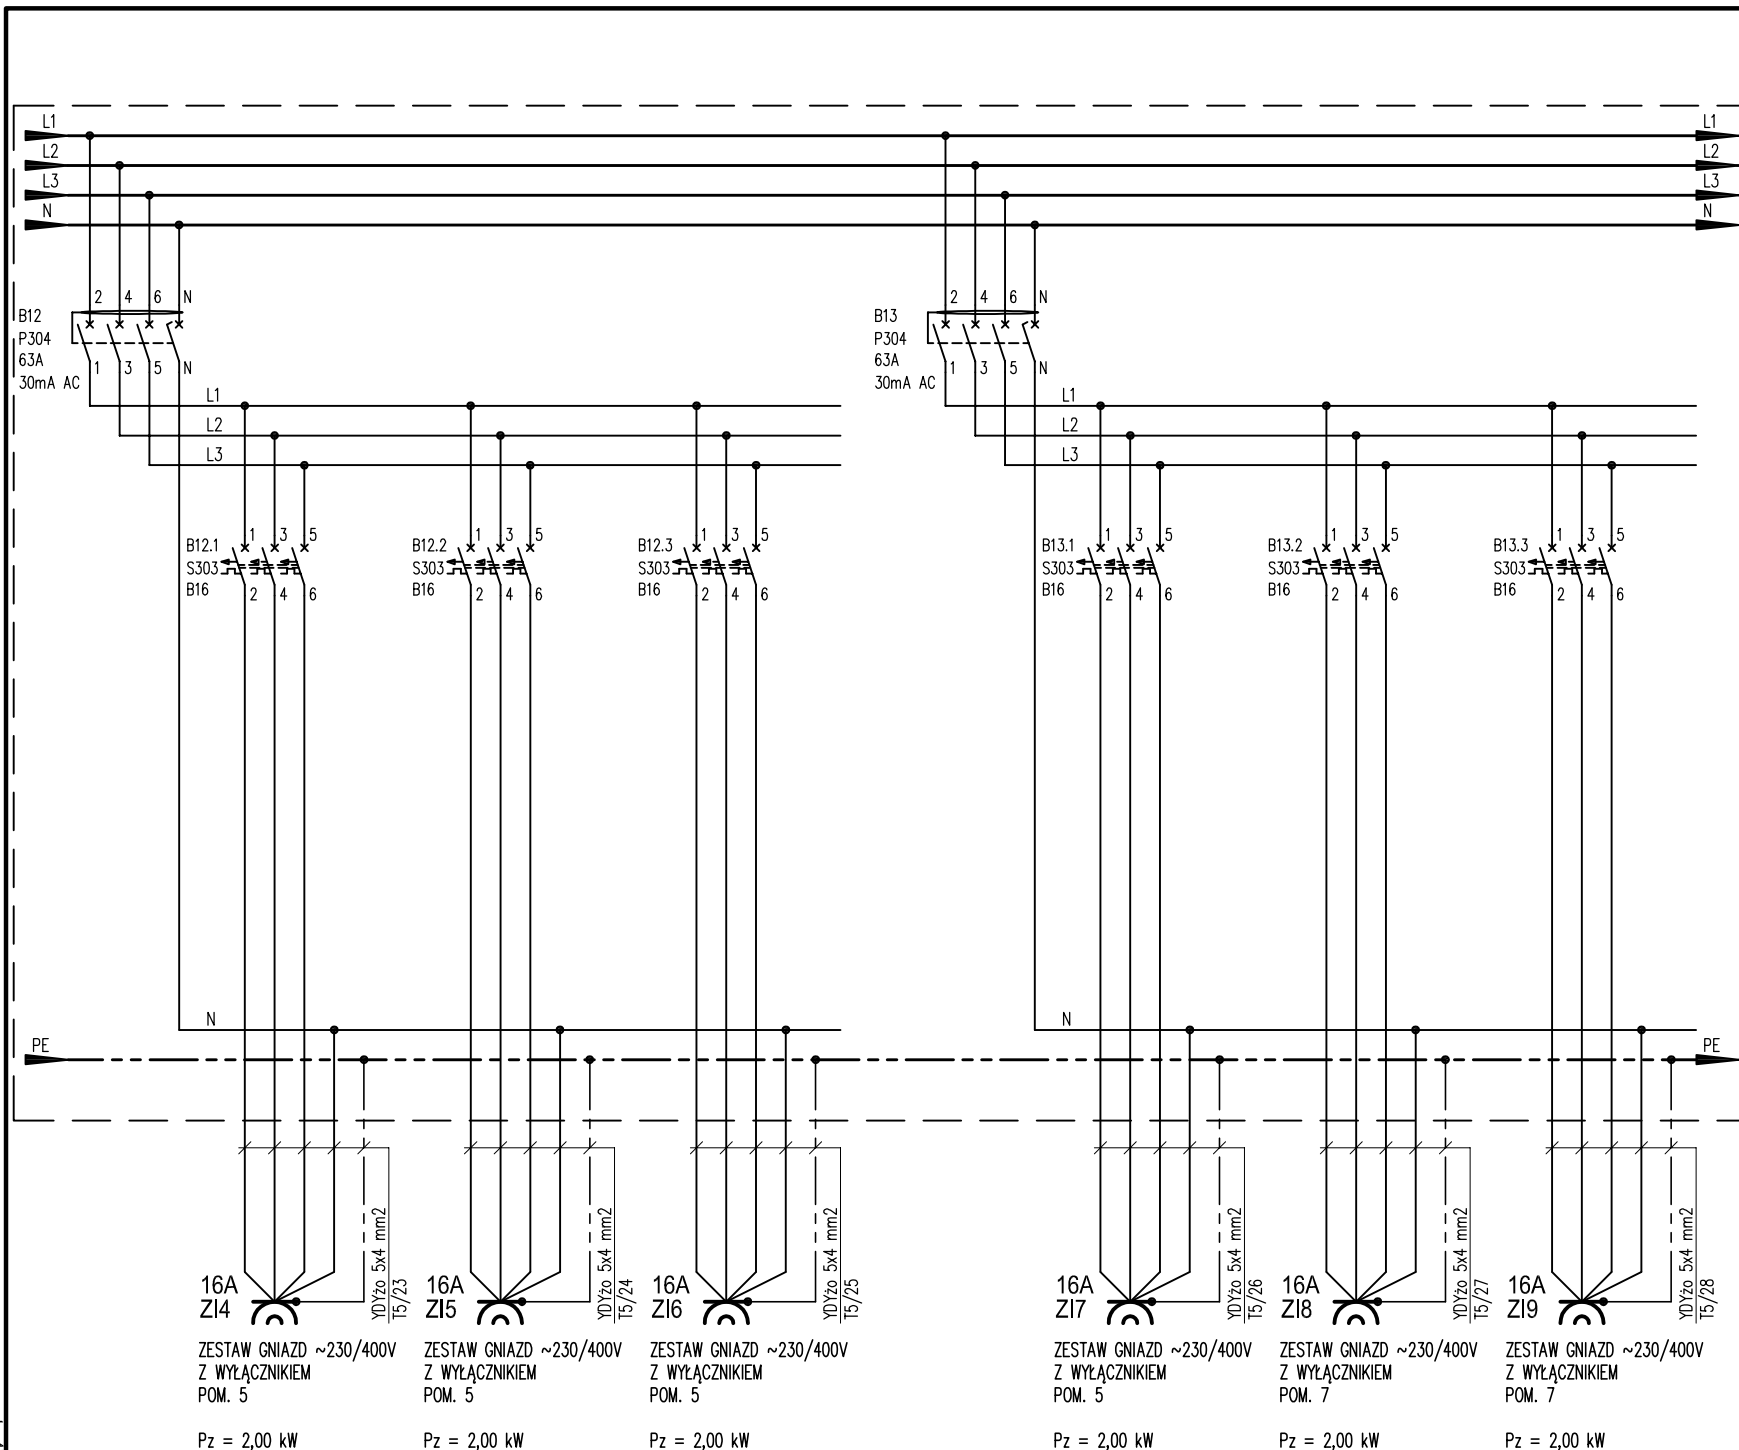 L1 L1
L2 L2
L3 L3
N N
2 4 6 N 2 4 6 N
B12 B13
P304 P304
63A 63A
1 3 5 N 1 3 5 N
30mA AC 30mA AC
L1 L1
L2 L2
L3 L3
1 3 5 1 3 5 1 3 5 1 3 5 1 3 5 1 3 5
B12.1 B12.2 B12.3 B13.1 B13.2 B13.3
S303 S303 S303 S303 S303 S303
B16 B16 B16 B16 B16 B16
2 4 6 2 4 6 2 4 6 2 4 6 2 4 6 2 4 6
N N
PE PE
YDYżo 5x4 mm2
T5/23
YDYżo 5x4 mm2
T5/24
YDYżo 5x4 mm2
T5/25
YDYżo 5x4 mm2
T5/26
YDYżo 5x4 mm2
T5/27
YDYżo 5x4 mm2
T5/28
16A 16A 16A 16A 16A 16A
ZI4 ZI5 ZI6 ZI7 ZI8 ZI9
ZESTAW GNIAZD ~230/400V ZESTAW GNIAZD ~230/400V ZESTAW GNIAZD ~230/400V ZESTAW GNIAZD ~230/400V ZESTAW GNIAZD ~230/400V ZESTAW GNIAZD ~230/400V
Z WYŁĄCZNIKIEM Z WYŁĄCZNIKIEM Z WYŁĄCZNIKIEM Z WYŁĄCZNIKIEM Z WYŁĄCZNIKIEM Z WYŁĄCZNIKIEM
POM. 5 POM. 5 POM. 5 POM. 5 POM. 7 POM. 7
Pz = 2,00 kW Pz = 2,00 kW Pz = 2,00 kW Pz = 2,00 kW Pz = 2,00 kW Pz = 2,00 kW